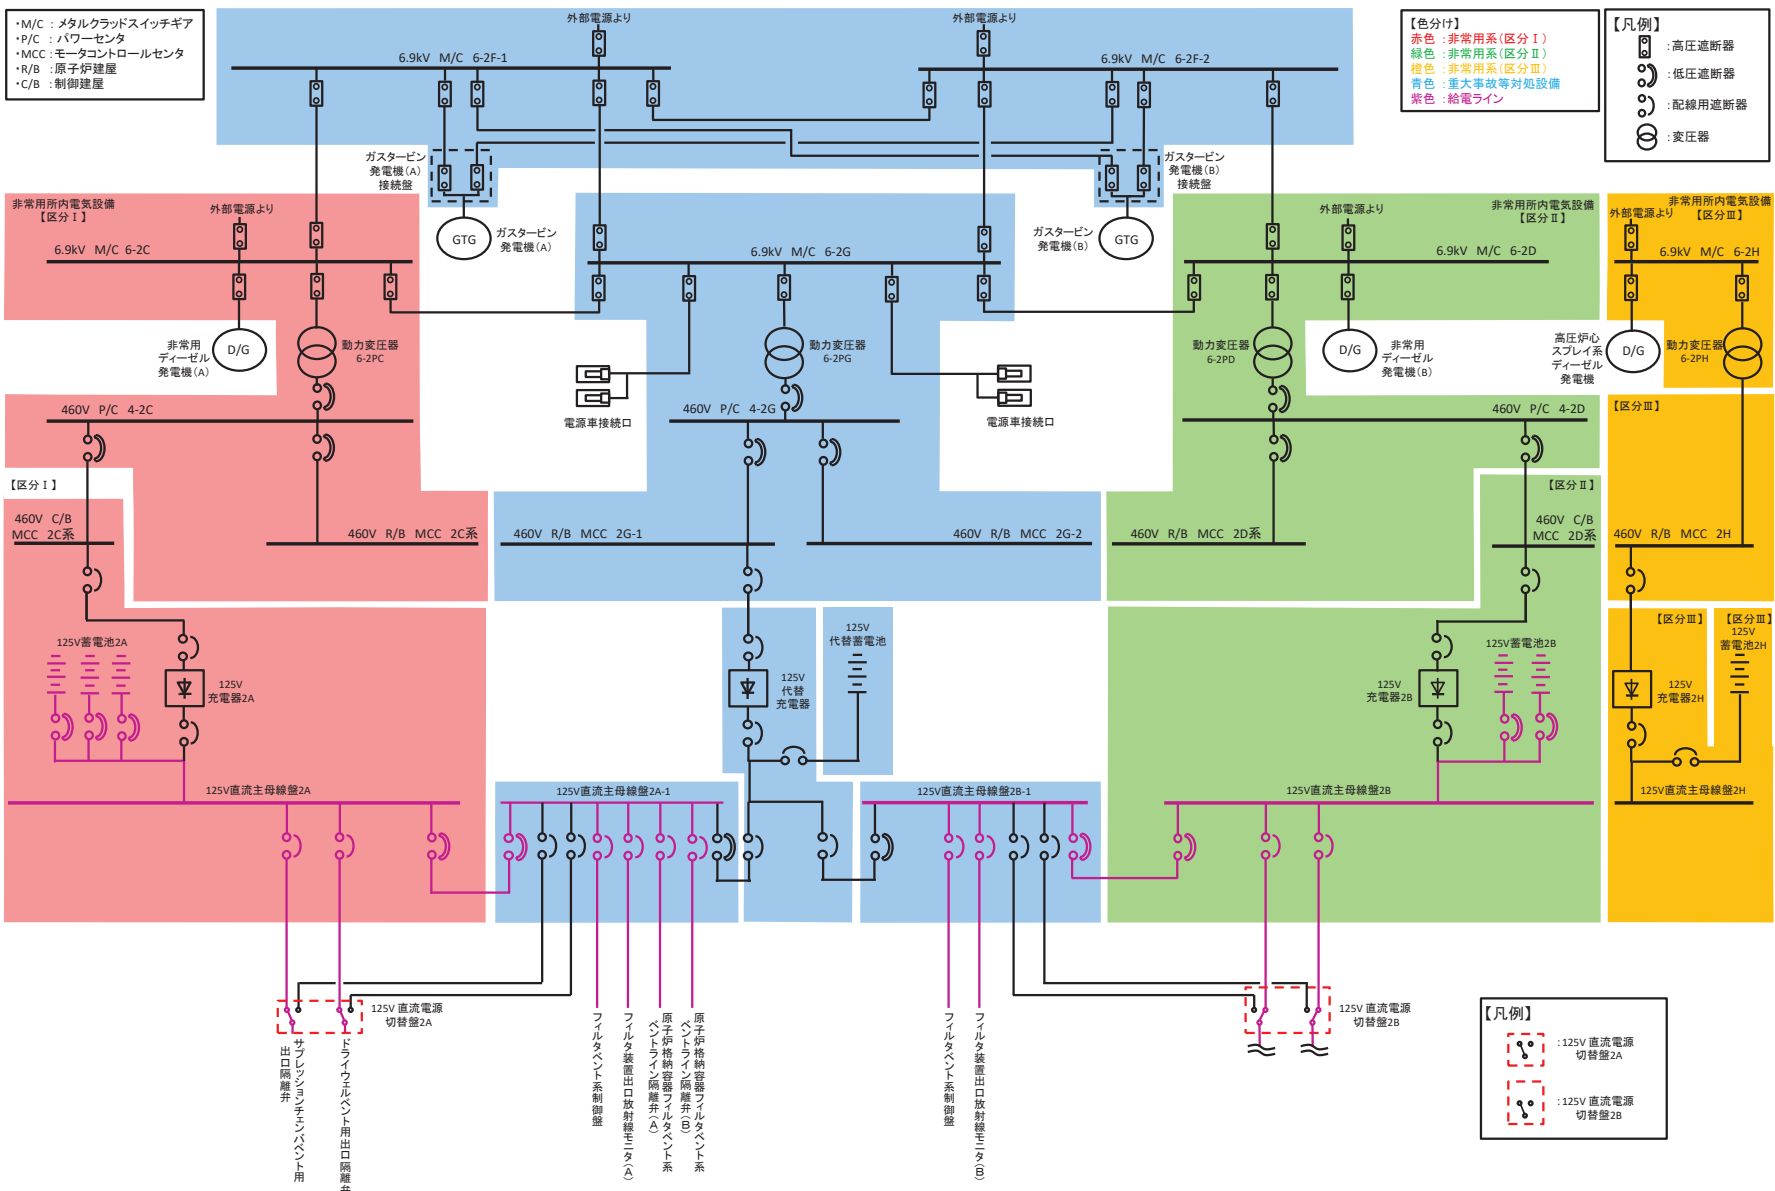 ・M/C ：メタルクラッドスイッチギア
・P/C ：パワーセンタ
・MCC：モータコントロールセンタ
・R/B ：原子炉建屋
・C/B ：制御建屋
外部電源より
外部電源より
6.9kV M/C 6-2F-1
6.9kV M/C 6-2F-2
【色分け】
赤色 ：非常用系(区分Ⅰ)
緑色 ：非常用系(区分Ⅱ)
橙色 ：非常用系(区分Ⅲ)
青色 ：重大事故等対処設備
紫色 ：給電ライン
【凡例】
：高圧遮断器
：低圧遮断器
：配線用遮断器
：変圧器
ガスタービン
発電機(A)
接続盤
ガスタービン
発電機(B)
接続盤
GTG
ガスタービン
発電機(A)
ガスタービン
発電機(B)
GTG
非常用所内電気設備
【区分Ⅰ】
外部電源より
6.9kV M/C 6-2C
6.9kV M/C 6-2G
外部電源より
非常用所内電気設備
【区分Ⅱ】
6.9kV M/C 6-2D
非常用所内電気設備
外部電源より
【区分Ⅲ】
6.9kV M/C 6-2H
非常用
ディーゼル
発電機(A)
D/G
動力変圧器
6-2PC
動力変圧器
6-2PG
動力変圧器
6-2PD
D/G
非常用
ディーゼル
発電機(B)
高圧炉心
スプレイ系
ディーゼル
発電機
D/G
動力変圧器
6-2PH
電源車接続口
電源車接続口
460V P/C 4-2C
460V P/C 4-2G
460V P/C 4-2D
【区分Ⅲ】
【区分Ⅰ】
【区分Ⅱ】
460V C/B
MCC 2C系
460V R/B MCC 2C系
460V R/B MCC 2G-1
460V R/B MCC 2G-2
460V R/B MCC 2D系
460V C/B
MCC 2D系
460V R/B MCC 2H
125V蓄電池2A
125V
充電器2A
125V
代替
充電器
125V
代替蓄電池
125V
充電器2B
125V蓄電池2B
【区分Ⅲ】
【区分Ⅲ】
125V
充電器2H
125V
蓄電池2H
125V直流主母線盤2A
125V直流主母線盤2A-1
125V直流主母線盤2B-1
125V直流主母線盤2B
125V直流主母線盤2H
125V 直流電源
切替盤2A
125V 直流電源
切替盤2B
サプレッションチェンバベント用
出口隔離弁
ドライウェルベント用出口隔離弁
フィルタベント系制御盤
フィルタ装置出口放射線モニタ(A)
原子炉格納容器フィルタベント系
ベントライン隔離弁(A)
原子炉格納容器フィルタベント系
ベントライン隔離弁(B)
フィルタベント系制御盤
フィルタ装置出口放射線モニタ(B)
【凡例】
：125V 直流電源
切替盤2A
：125V 直流電源
切替盤2B